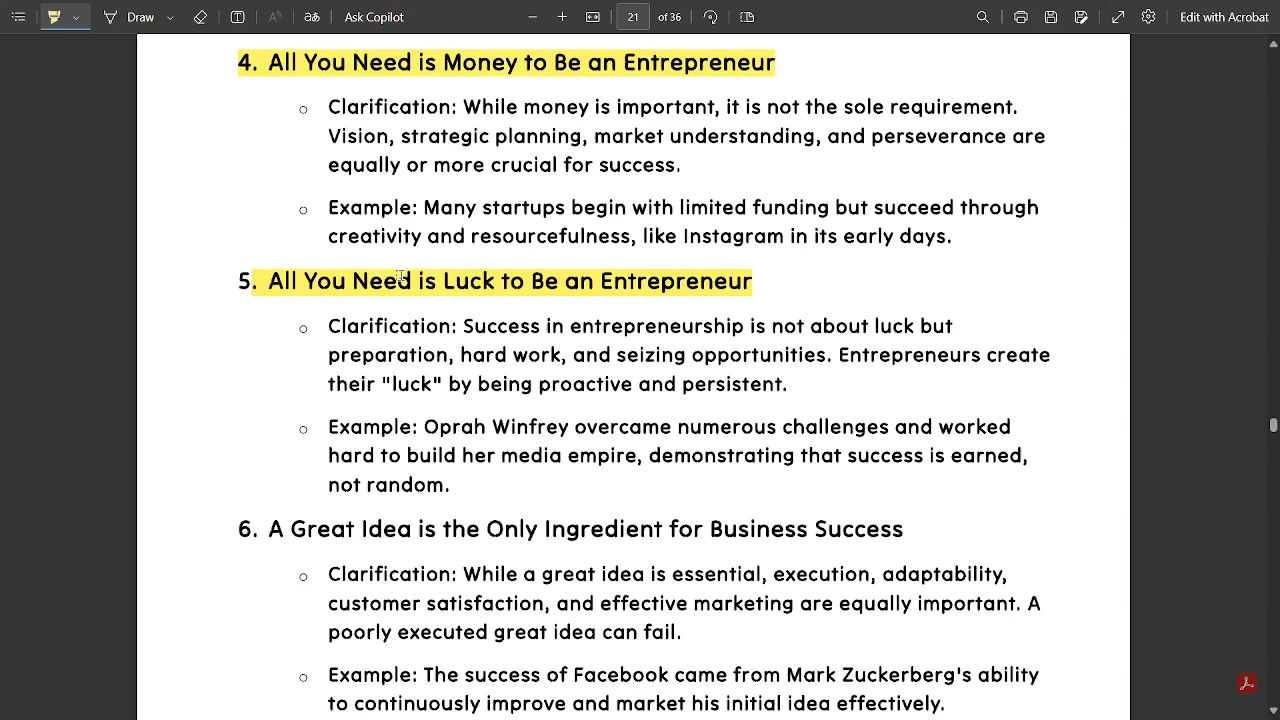 Draw
Ask Copilot
21
of 36
Edit with Acrobat
4. All You Need is Money to Be an Entrepreneur
o Clarification: While money is important, it is not the sole requirement.
Vision, strategic planning, market understanding, and perseverance are
equally or more crucial for success.
o Example: Many startups begin with limited funding but succeed through
creativity and resourcefulness, like Instagram in its early days.
5. All You Need is Luck to Be an Entrepreneur
o Clarification: Success in entrepreneurship is not about luck but
preparation, hard work, and seizing opportunities. Entrepreneurs create
their "luck" by being proactive and persistent.
o Example: Oprah Winfrey overcame numerous challenges and worked
hard to build her media empire, demonstrating that success is earned,
not random.
6. A Great Idea is the Only Ingredient for Business Success
o Clarification: While a great idea is essential, execution, adaptability,
customer satisfaction, and effective marketing are equally important. A
poorly executed great idea can fail.
o Example: The success of Facebook came from Mark Zuckerberg's ability
to continuously improve and market his initial idea effectively.